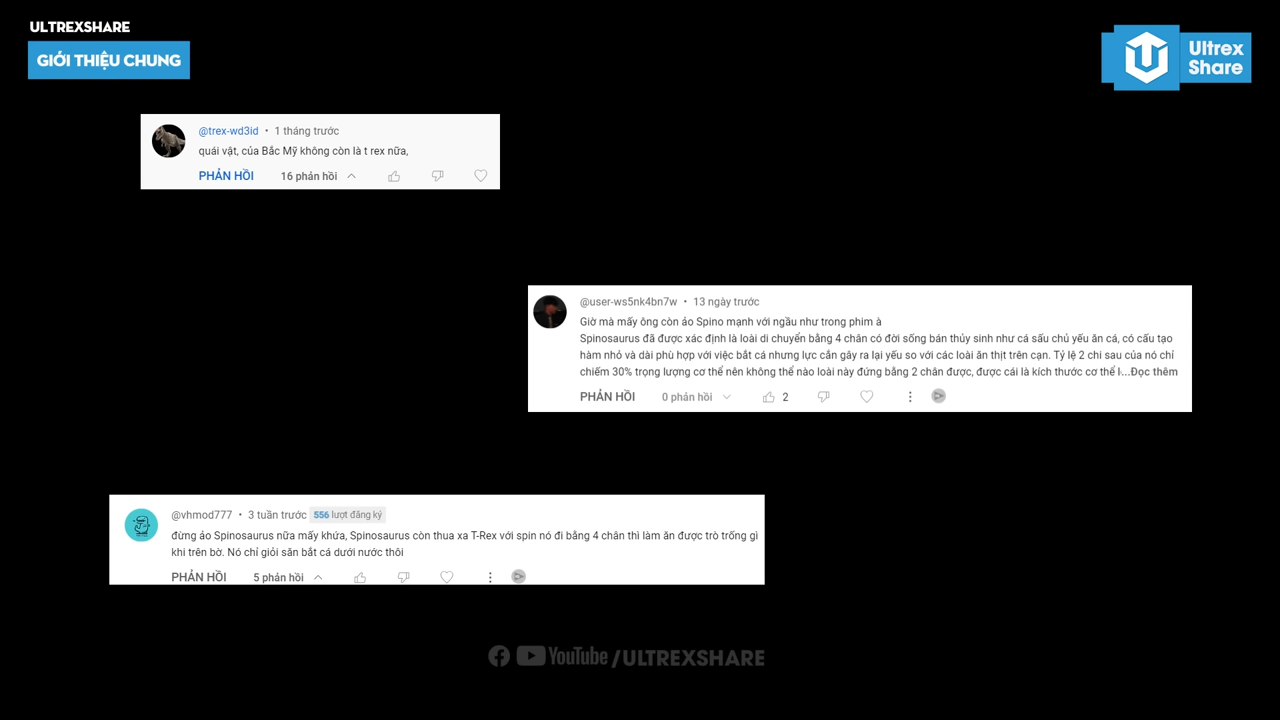 ULTREXSHARE
GIỚI THIỆU CHUNG
Ultrex
Share
@trex-wd3id • 1 tháng trước
quái vật, của Bắc Mỹ không còn là t rex nữa,
PHẢN HỒI 16 phản hồi
@user-ws5nk4bn7w • 13 ngày trước
Giờ mà mấy ông còn ảo Spino mạnh với ngầu như trong phim à
Spinosaurus đã được xác định là loài di chuyển bằng 4 chân có đời sống bán thủy sinh như cá sấu chủ yếu ăn cá, có cấu tạo
hàm nhỏ và dài phù hợp với việc bắt cá nhưng lực cắn gây ra lại yếu so với các loài ăn thịt trên cạn. Tỷ lệ 2 chi sau của nó chỉ
chiếm 30% trọng lượng cơ thể nên không thể nào loài này đứng bằng 2 chân được, được cái là kích thước cơ thể l...Đọc thêm
PHẢN HỒI 0 phản hồi 2
@vhmod777 • 3 tuần trước 556 lượt đăng ký
đừng ảo Spinosaurus nữa mấy khứa, Spinosaurus còn thua xa T-Rex với spin nó đi bằng 4 chân thì làm ăn được trò trống gì
khi trên bờ. Nó chỉ giỏi săn bắt cá dưới nước thôi
PHẢN HỒI 5 phản hồi
YouTube /ULTREXSHARE